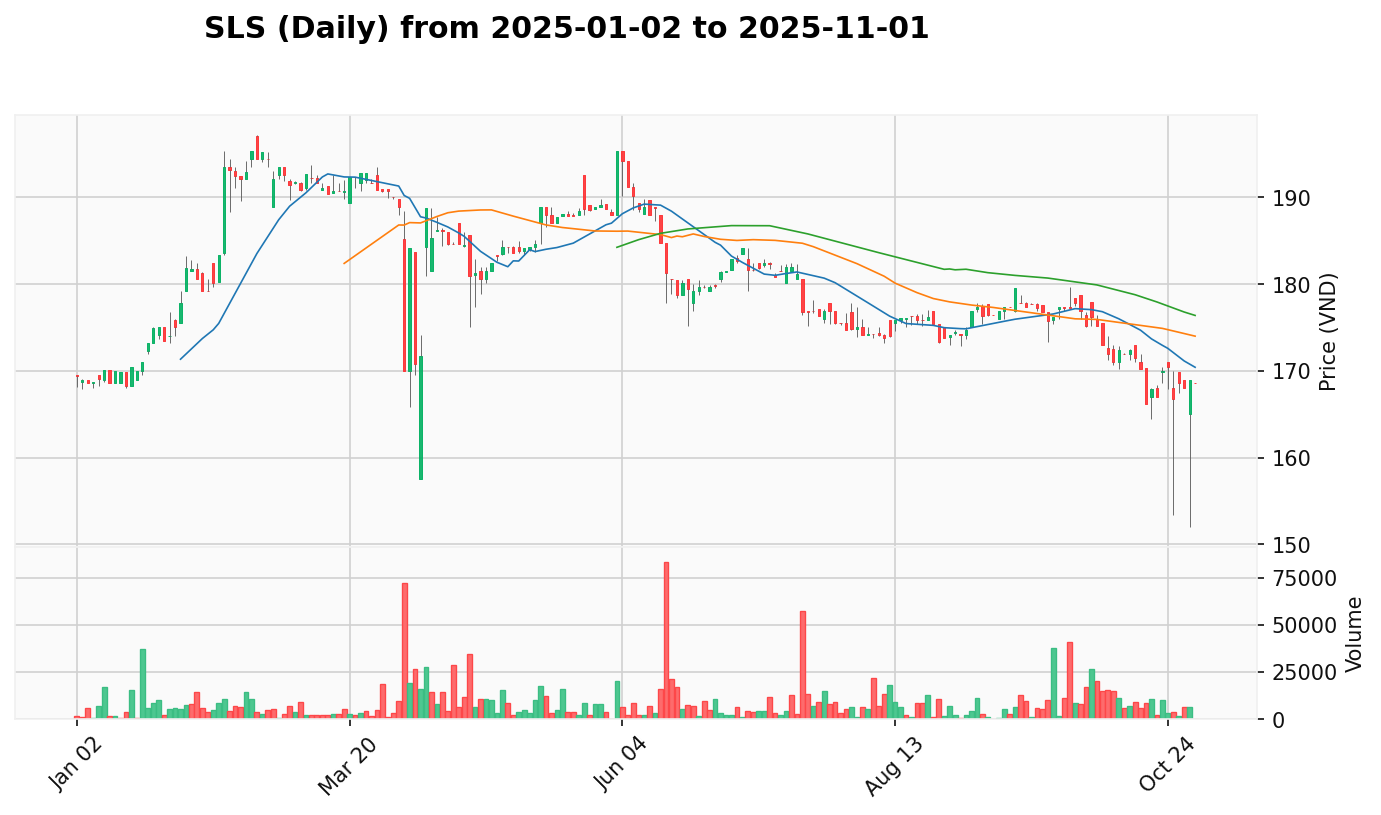 SLS (Daily) from 2025-01-02 to 2025-11-01
190
180
170
160
150
Price (VND)
75000
50000
25000
0
Volume
Jan 02
Mar 20
Jun 04
Aug 13
Oct 24